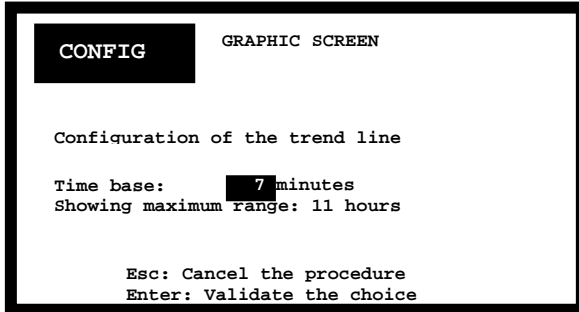 CONFIG
GRAPHIC SCREEN
Configuration of the trend line
Time base: 7 minutes
Showing maximum range: 11 hours
Esc: Cancel the procedure
Enter: Validate the choice